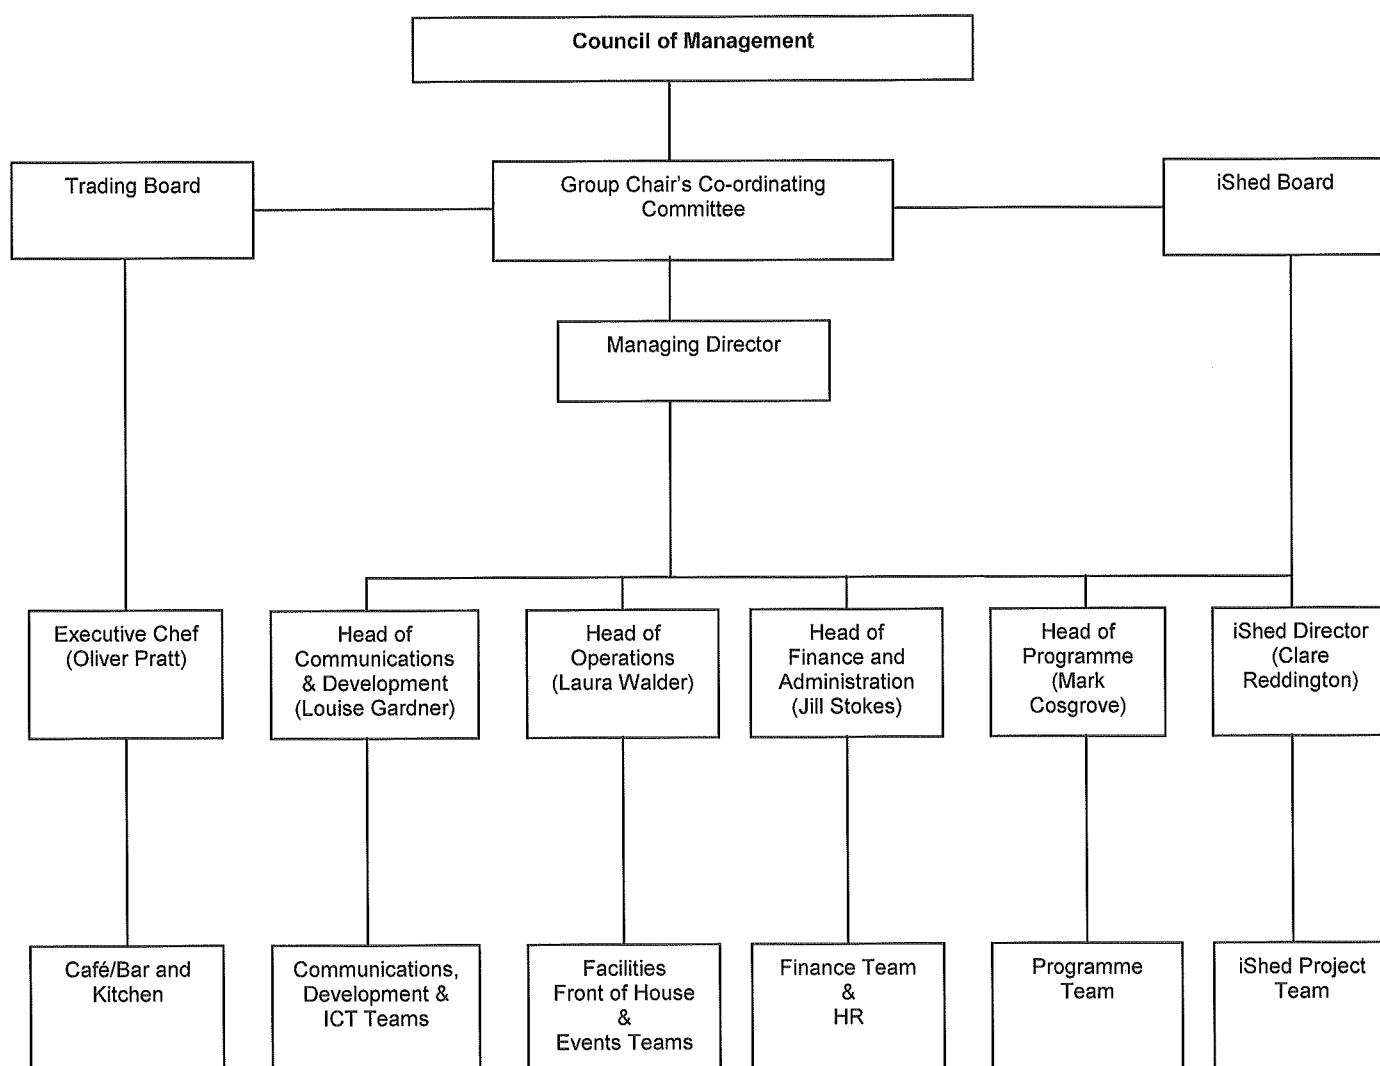 Council of Management
Trading Board
Group Chair's Co-ordinating
Committee
iShed Board
Managing Director
Executive Chef
(Oliver Pratt)
Head of
Communications
& Development
(Louise Gardner)
Head of
Operations
(Laura Walder)
Head of
Finance and
Administration
(Jill Stokes)
Head of
Programme
(Mark
Cosgrove)
iShed Director
(Clare
Reddington)
Café/Bar and
Kitchen
Communications,
Development &
ICT Teams
Facilities
Front of House
&
Events Teams
Finance Team
&
HR
Programme
Team
iShed Project
Team